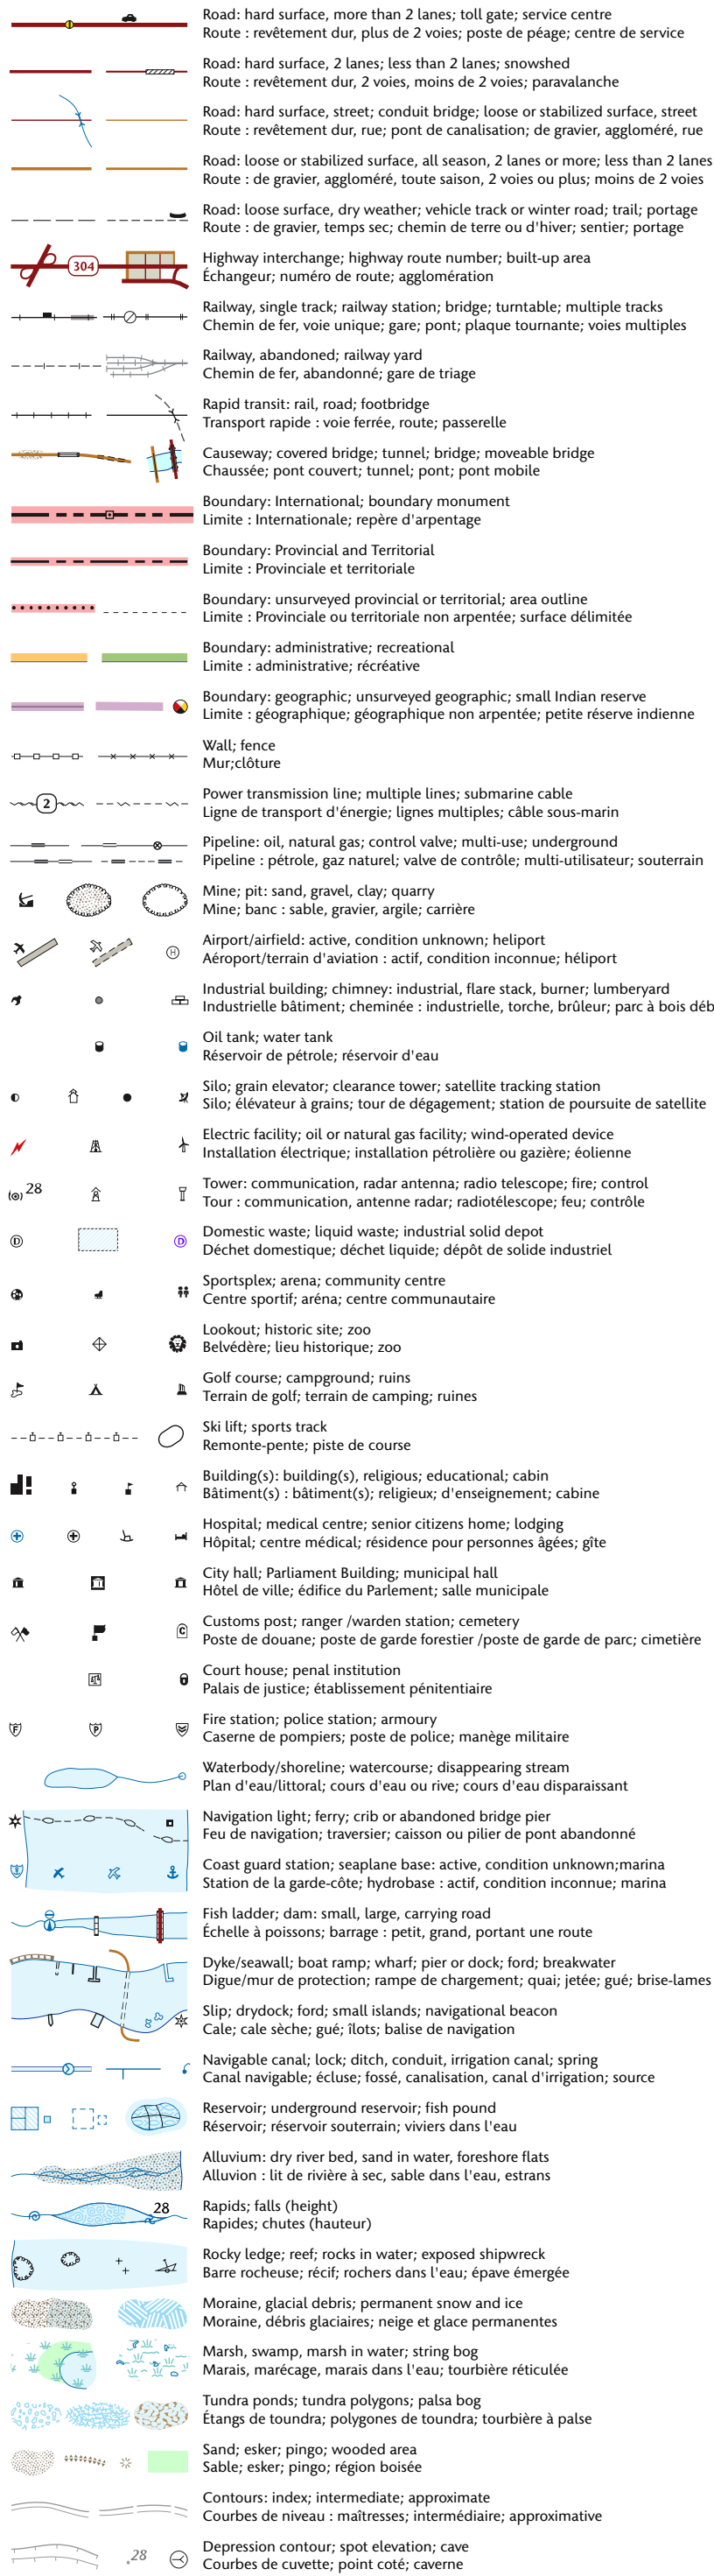 Road: hard surface, more than 2 lanes; toll gate; service centre
Route : revêtement dur, plus de 2 voies; poste de péage; centre de service
Road: hard surface, 2 lanes; less than 2 lanes; snowshed
Route : revêtement dur, 2 voies, moins de 2 voies; paravalanche
Road: hard surface, street; conduit bridge; loose or stabilized surface, street
Route : revêtement dur, rue; pont de canalisation; de gravier, aggloméré, rue
Road: loose or stabilized surface, all season, 2 lanes or more; less than 2 lanes
Route : de gravier, aggloméré, toute saison, 2 voies ou plus; moins de 2 voies
Road: loose surface, dry weather; vehicle track or winter road; trail; portage
Route : de gravier, temps sec; chemin de terre ou d'hiver; sentier; portage
304
Highway interchange; highway route number; built-up area
Échangeur; numéro de route; agglomération
Railway, single track; railway station; bridge; turntable; multiple tracks
Chemin de fer, voie unique; gare; pont; plaque tournante; voies multiples
Railway, abandoned; railway yard
Chemin de fer, abandonné; gare de triage
Rapid transit: rail, road; footbridge
Transport rapide : voie ferrée, route; passerelle
Causeway; covered bridge; tunnel; bridge; moveable bridge
Chaussée; pont couvert; tunnel; pont; pont mobile
Boundary: International; boundary monument
Limite : Internationale; repère d'arpentage
Boundary: Provincial and Territorial
Limite : Provinciale et territoriale
Boundary: unsurveyed provincial or territorial; area outline
Limite : Provinciale ou territoriale non arpentée; surface délimitée
Boundary: administrative; recreational
Limite : administrative; récréative
Boundary: geographic; unsurveyed geographic; small Indian reserve
Limite : géographique; géographique non arpentée; petite réserve indienne
Wall; fence
Mur;clôture
2
Power transmission line; multiple lines; submarine cable
Ligne de transport d'énergie; lignes multiples; câble sous-marin
Pipeline: oil, natural gas; control valve; multi-use; underground
Pipeline : pétrole, gaz naturel; valve de contrôle; multi-utilisateur; souterrain
Mine; pit: sand, gravel, clay; quarry
Mine; banc : sable, gravier, argile; carrière
H
Airport/airfield: active, condition unknown; heliport
Aéroport/terrain d'aviation : actif, condition inconnue; héliport
Industrial building; chimney: industrial, flare stack, burner; lumberyard
Industrielle bâtiment; cheminée : industrielle, torche, brûleur; parc à bois déb
Oil tank; water tank
Réservoir de pétrole; réservoir d'eau
Silo; grain elevator; clearance tower; satellite tracking station
Silo; élévateur à grains; tour de dégagement; station de poursuite de satellite
Electric facility; oil or natural gas facility; wind-operated device
Installation électrique; installation pétrolière ou gazière; éolienne
28
Tower: communication, radar antenna; radio telescope; fire; control
Tour : communication, antenne radar; radiotélescope; feu; contrôle
D D
Domestic waste; liquid waste; industrial solid depot
Déchet domestique; déchet liquide; dépôt de solide industriel
Sportsplex; arena; community centre
Centre sportif; aréna; centre communautaire
Lookout; historic site; zoo
Belvédère; lieu historique; zoo
Golf course; campground; ruins
Terrain de golf; terrain de camping; ruines
Ski lift; sports track
Remonte-pente; piste de course
Building(s): building(s), religious; educational; cabin
Bâtiment(s) : bâtiment(s); religieux; d'enseignement; cabine
Hospital; medical centre; senior citizens home; lodging
Hôpital; centre médical; résidence pour personnes âgées; gîte
City hall; Parliament Building; municipal hall
Hôtel de ville; édifice du Parlement; salle municipale
C
Customs post; ranger /warden station; cemetery
Poste de douane; poste de garde forestier /poste de garde de parc; cimetière
Court house; penal institution
Palais de justice; établissement pénitentiaire
F P
Fire station; police station; armoury
Caserne de pompiers; poste de police; manège militaire
Waterbody/shoreline; watercourse; disappearing stream
Plan d'eau/littoral; cours d'eau ou rive; cours d'eau disparaissant
Navigation light; ferry; crib or abandoned bridge pier
Feu de navigation; traversier; caisson ou pilier de pont abandonné
Coast guard station; seaplane base: active, condition unknown;marina
Station de la garde-côte; hydrobase : actif, condition inconnue; marina
Fish ladder; dam: small, large, carrying road
Échelle à poissons; barrage : petit, grand, portant une route
Dyke/seawall; boat ramp; wharf; pier or dock; ford; breakwater
Digue/mur de protection; rampe de chargement; quai; jetée; gué; brise-lames
Slip; drydock; ford; small islands; navigational beacon
Cale; cale sèche; gué; îlots; balise de navigation
Navigable canal; lock; ditch, conduit, irrigation canal; spring
Canal navigable; écluse; fossé, canalisation, canal d'irrigation; source
Reservoir; underground reservoir; fish pound
Réservoir; réservoir souterrain; viviers dans l'eau
Alluvium: dry river bed, sand in water, foreshore flats
Alluvion : lit de rivière à sec, sable dans l'eau, estrans
28
Rapids; falls (height)
Rapides; chutes (hauteur)
Rocky ledge; reef; rocks in water; exposed shipwreck
Barre rocheuse; récif; rochers dans l'eau; épave émergée
Moraine, glacial debris; permanent snow and ice
Moraine, débris glaciaires; neige et glace permanentes
Marsh, swamp, marsh in water; string bog
Marais, marécage, marais dans l'eau; tourbière réticulée
Tundra ponds; tundra polygons; palsa bog
Étangs de toundra; polygones de toundra; tourbière à palse
Sand; esker; pingo; wooded area
Sable; esker; pingo; région boisée
Contours: index; intermediate; approximate
Courbes de niveau : maîtresses; intermédiaire; approximative
.28
Depression contour; spot elevation; cave
Courbes de cuvette; point coté; caverne